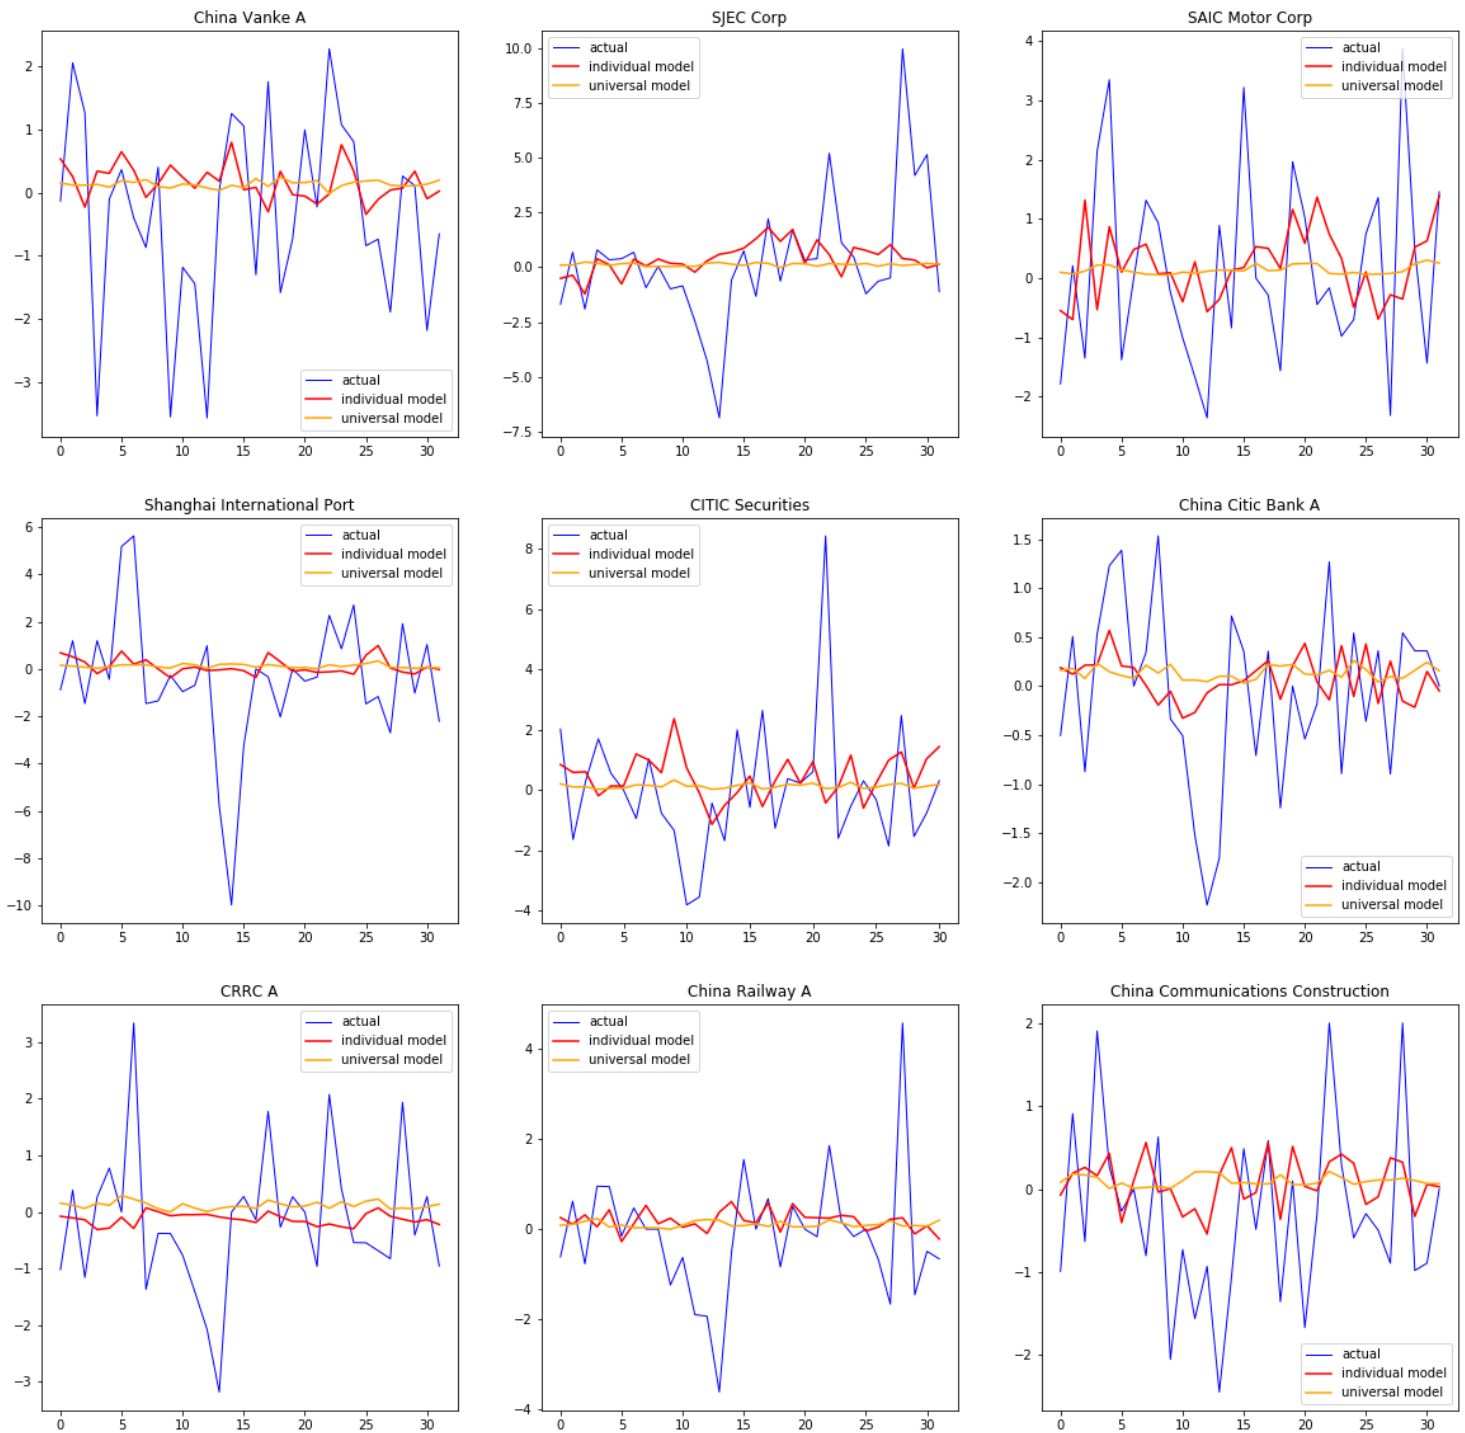 China Vanke A
2
1
0
−1
−2
−3
actual
individual model
universal model
0 5 10 15 20 25 30
SJEC Corp
10.0
7.5
5.0
2.5
0.0
−2.5
−5.0
−7.5
actual
individual model
universal model
0 5 10 15 20 25 30
SAIC Motor Corp
4
3
2
1
0
−1
−2
actual
individual model
universal model
0 5 10 15 20 25 30
Shanghai International Port
6
4
2
0
−2
−4
−6
−8
−10
actual
individual model
universal model
0 5 10 15 20 25 30
CITIC Securities
8
6
4
2
0
−2
−4
actual
individual model
universal model
0 5 10 15 20 25 30
China Citic Bank A
1.5
1.0
0.5
0.0
−0.5
−1.0
−1.5
−2.0
actual
individual model
universal model
0 5 10 15 20 25 30
CRRC A
3
2
1
0
−1
−2
−3
actual
individual model
universal model
0 5 10 15 20 25 30
China Railway A
4
2
0
−2
−4
actual
individual model
universal model
0 5 10 15 20 25 30
China Communications Construction
2
1
0
−1
−2
actual
individual model
universal model
0 5 10 15 20 25 30